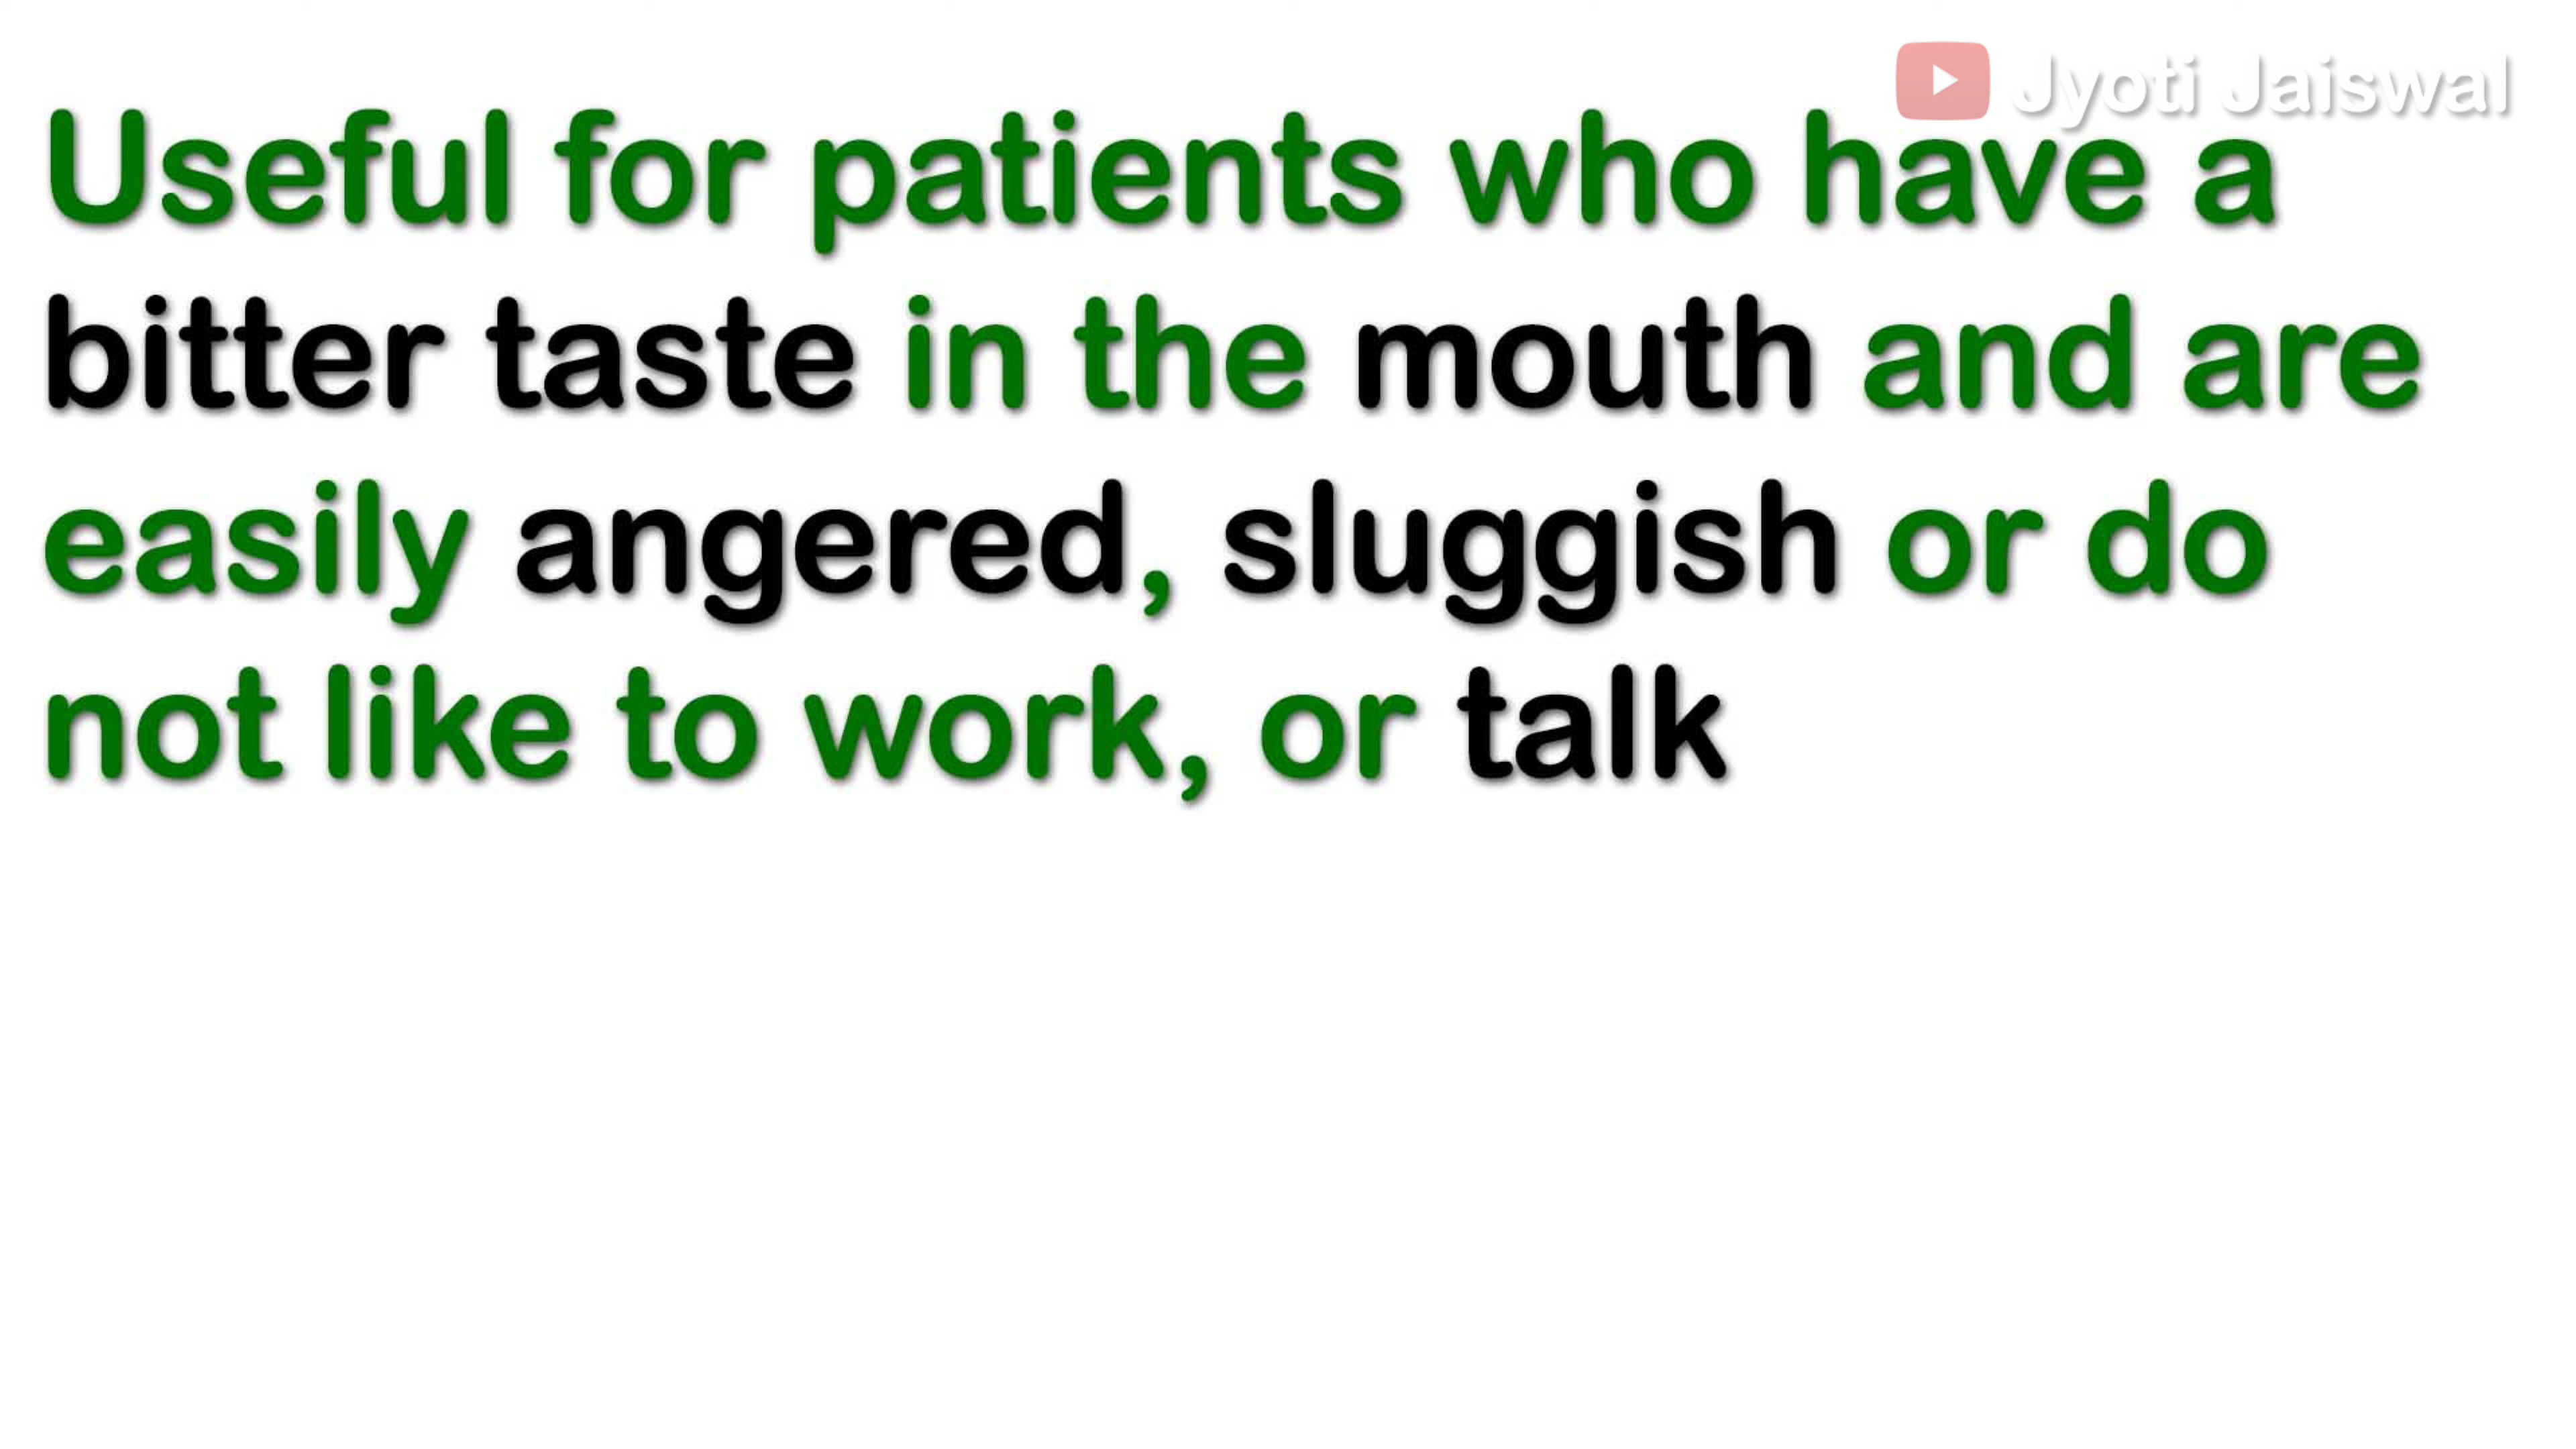 Jyoti Jaiswal
Useful for patients who have a
bitter taste in the mouth and are
easily angered, sluggish or do
not like to work, or talk